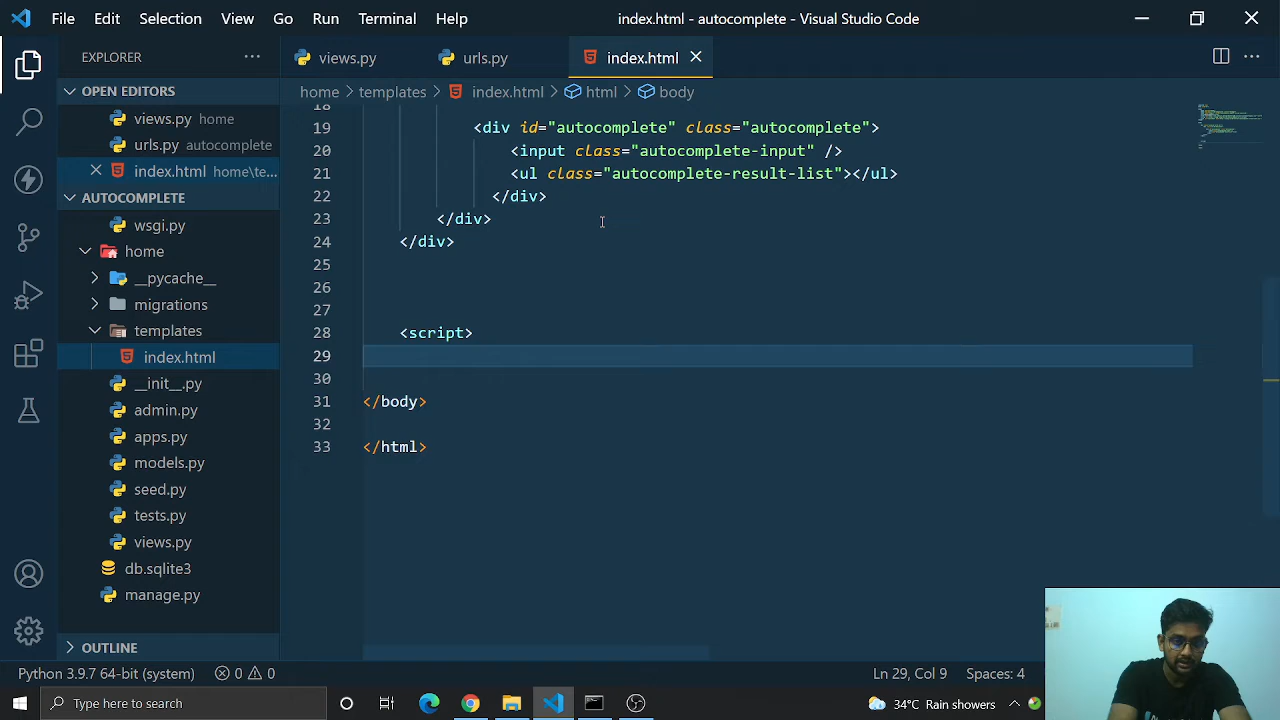 File Edit Selection View Go Run Terminal Help
index.html - autocomplete - Visual Studio Code
EXPLORER
views.py
urls.py
index.html
OPEN EDITORS
views.py home
urls.py autocomplete
index.html home\te...
AUTOCOMPLETE
wsgi.py
home
__pycache__
migrations
templates
index.html
__init__.py
admin.py
apps.py
models.py
seed.py
tests.py
views.py
db.sqlite3
manage.py
OUTLINE
home > templates > index.html > html > body
18
19 <div id="autocomplete" class="autocomplete">
20 <input class="autocomplete-input" />
21 <ul class="autocomplete-result-list"></ul>
22 </div>
23 </div>
24 </div>
25
26
27
28 <script>
29
30
31 </body>
32
33 </html>
Python 3.9.7 64-bit (system)
0 0
Ln 29, Col 9
Spaces: 4
Type here to search
34°C Rain showers